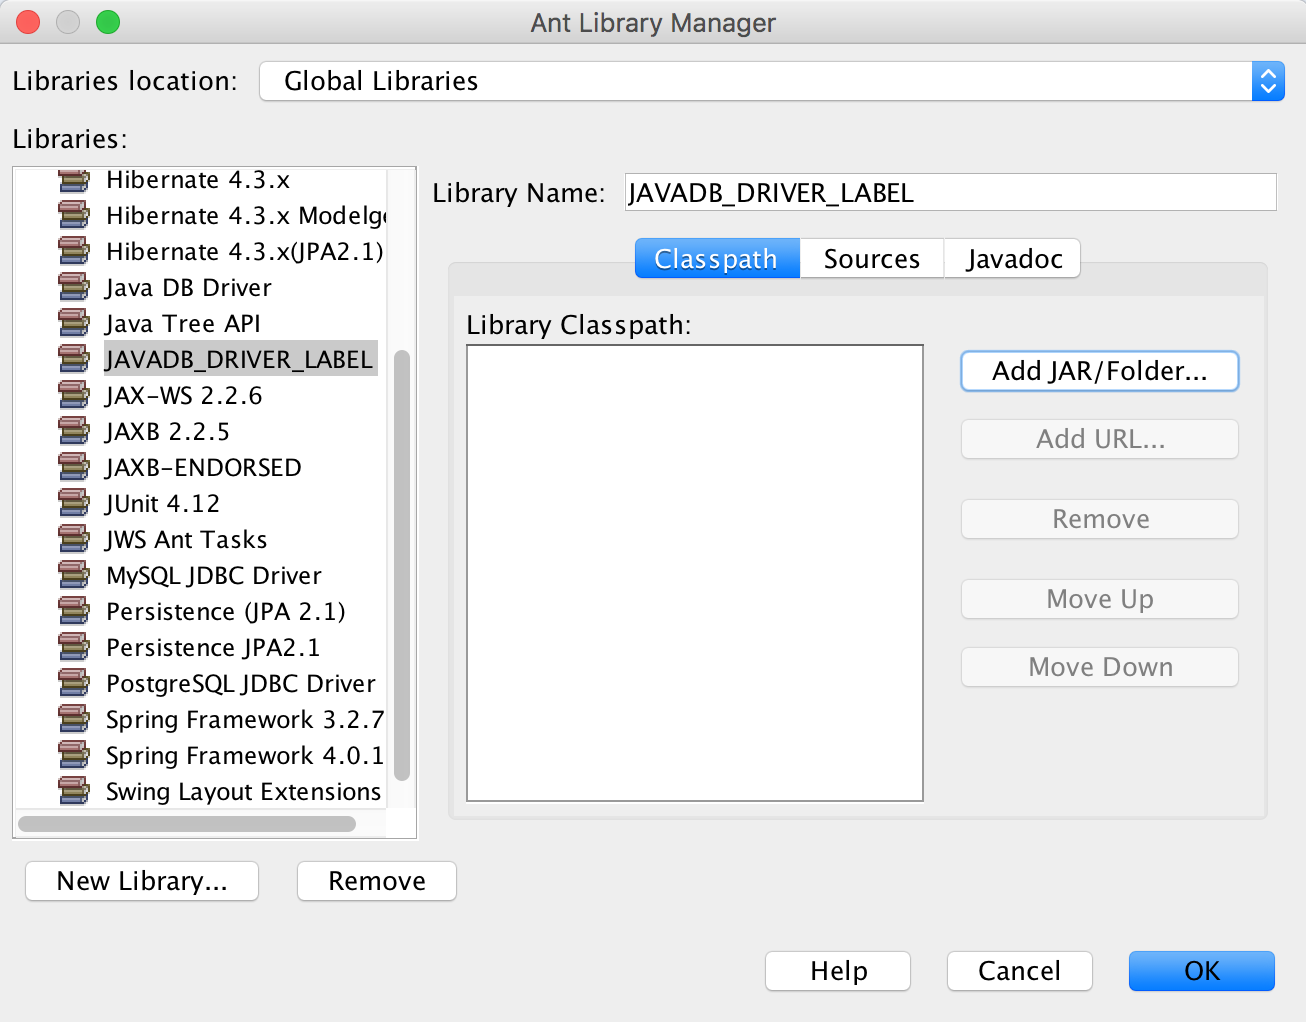 Ant Library Manager
Libraries location:
Global Libraries
Libraries:
Hibernate 4.3.x
Hibernate 4.3.x Modelge
Hibernate 4.3.x(JPA2.1)
Java DB Driver
Java Tree API
JAVADB_DRIVER_LABEL
JAX-WS 2.2.6
JAXB 2.2.5
JAXB-ENDORSED
JUnit 4.12
JWS Ant Tasks
MySQL JDBC Driver
Persistence (JPA 2.1)
Persistence JPA2.1
PostgreSQL JDBC Driver
Spring Framework 3.2.7
Spring Framework 4.0.1
Swing Layout Extensions
New Library...
Remove
Library Name:
JAVADB_DRIVER_LABEL
Classpath
Sources
Javadoc
Library Classpath:
Add JAR/Folder...
Add URL...
Remove
Move Up
Move Down
Help
Cancel
OK